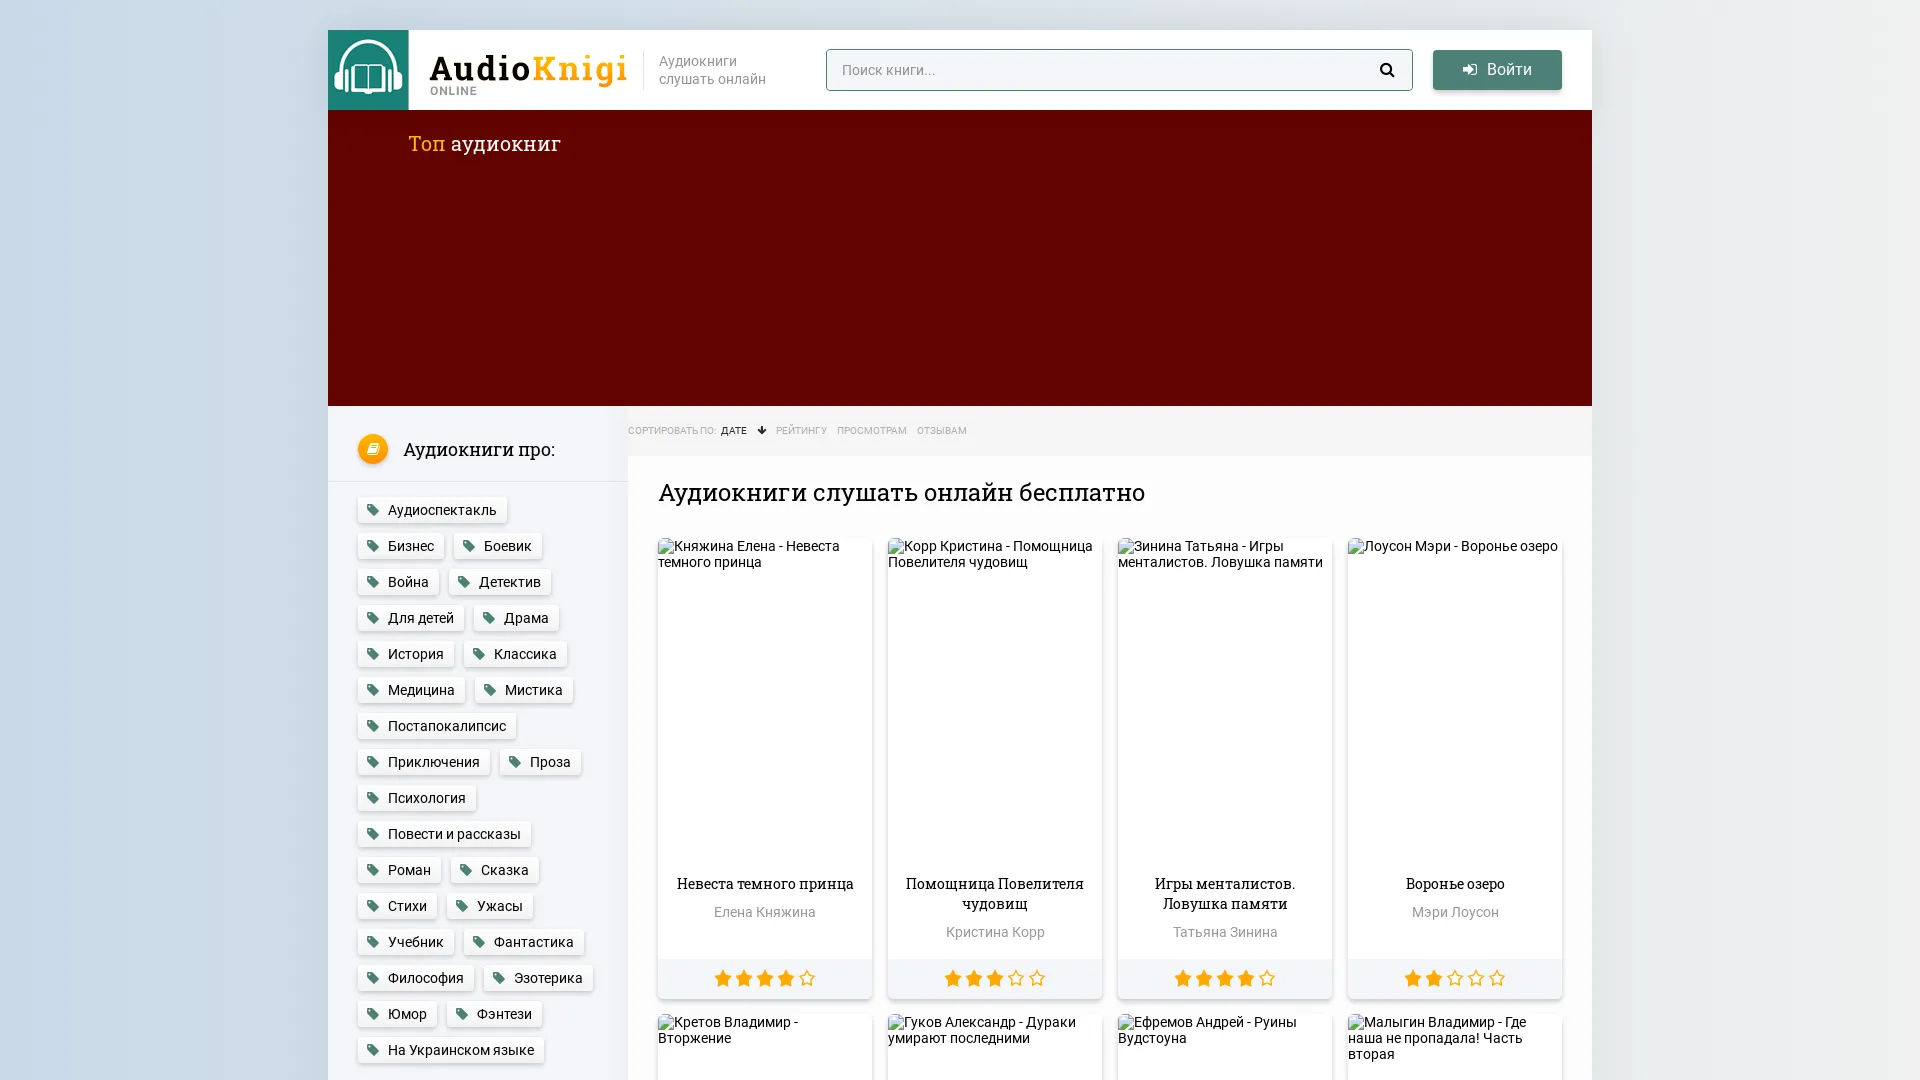 AudioKnigi
ONLINE
Аудиокниги
слушать онлайн
Поиск книги...
Войти
Топ аудиокниг
Аудиокниги про:
Аудиоспектакль
Бизнес Боевик
Война Детектив
Для детей Драма
История Классика
Медицина Мистика
Постапокалипсис
Приключения Проза
Психология
Повести и рассказы
Роман Сказка
Стихи Ужасы
Учебник Фантастика
Философия Эзотерика
Юмор Фэнтези
На Украинском языке
СОРТИРОВАТЬ ПО: ДАТЕ РЕЙТИНГУ ПРОСМОТРАМ ОТЗЫВАМ
Аудиокниги слушать онлайн бесплатно
Княжина Елена - Невеста
темного принца
Невеста темного принца
Елена Княжина
Корр Кристина - Помощница
Повелителя чудовищ
Помощница Повелителя
чудовищ
Кристина Корр
Зинина Татьяна - Игры
менталистов. Ловушка памяти
Игры менталистов.
Ловушка памяти
Татьяна Зинина
Лоусон Мэри - Воронье озеро
Воронье озеро
Мэри Лоусон
Кретов Владимир -
Вторжение
Гуков Александр - Дураки
умирают последними
Ефремов Андрей - Руины
Вудстоуна
Малыгин Владимир - Где
наша не пропадала! Часть
вторая